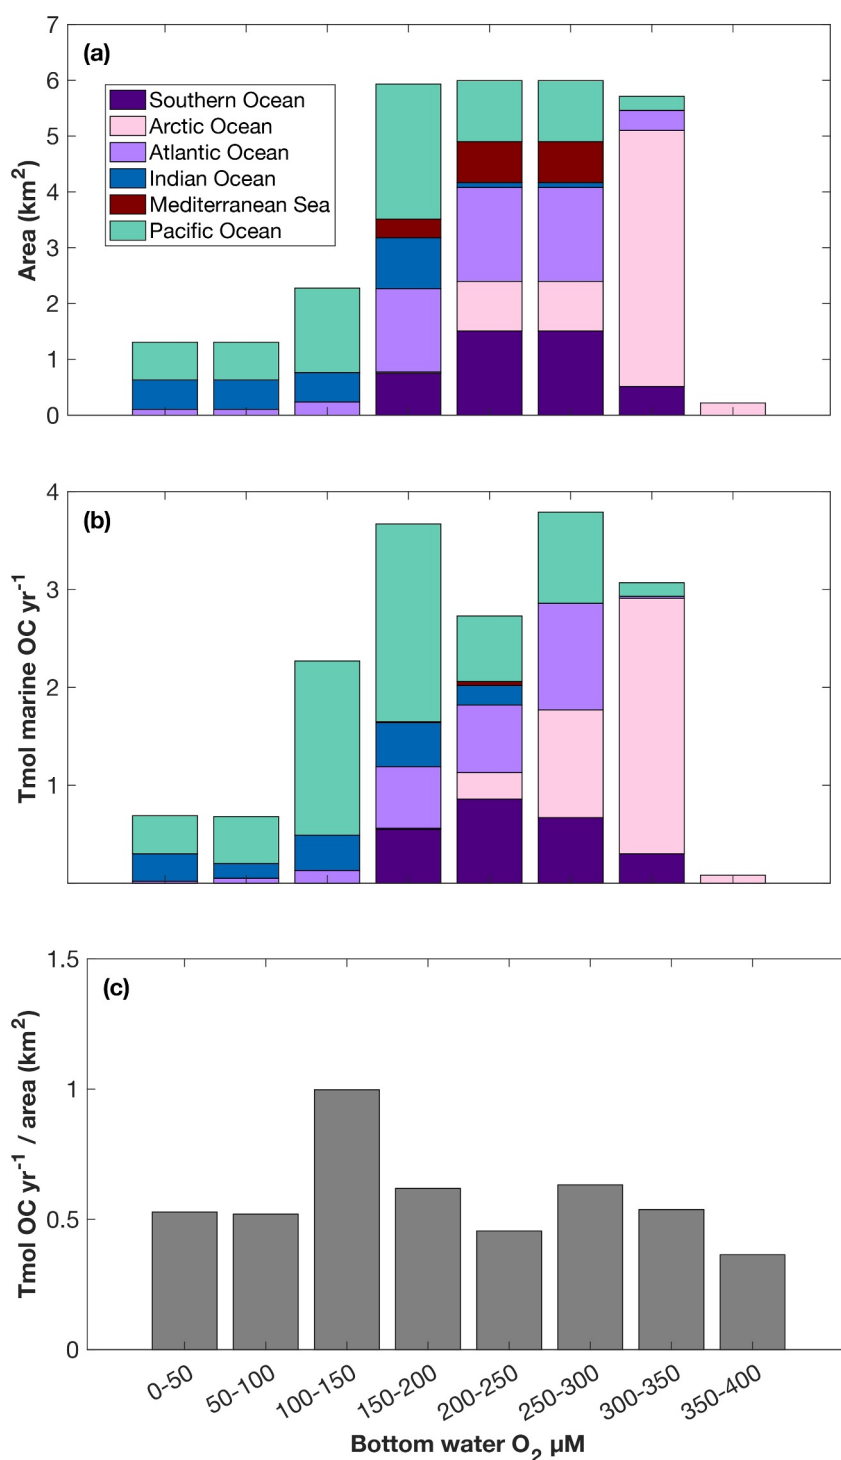 7
(a)
6
5
4
3
2
1
0
Area (km²)
Southern Ocean
Arctic Ocean
Atlantic Ocean
Indian Ocean
Mediterranean Sea
Pacific Ocean
4
(b)
3
2
1
Tmol marine OC yr⁻¹
1.5
(c)
1
0.5
0
Tmol OC yr⁻¹ / area (km²)
0-50
50-100
100-150
150-200
200-250
250-300
300-350
350-400
Bottom water O₂ μM